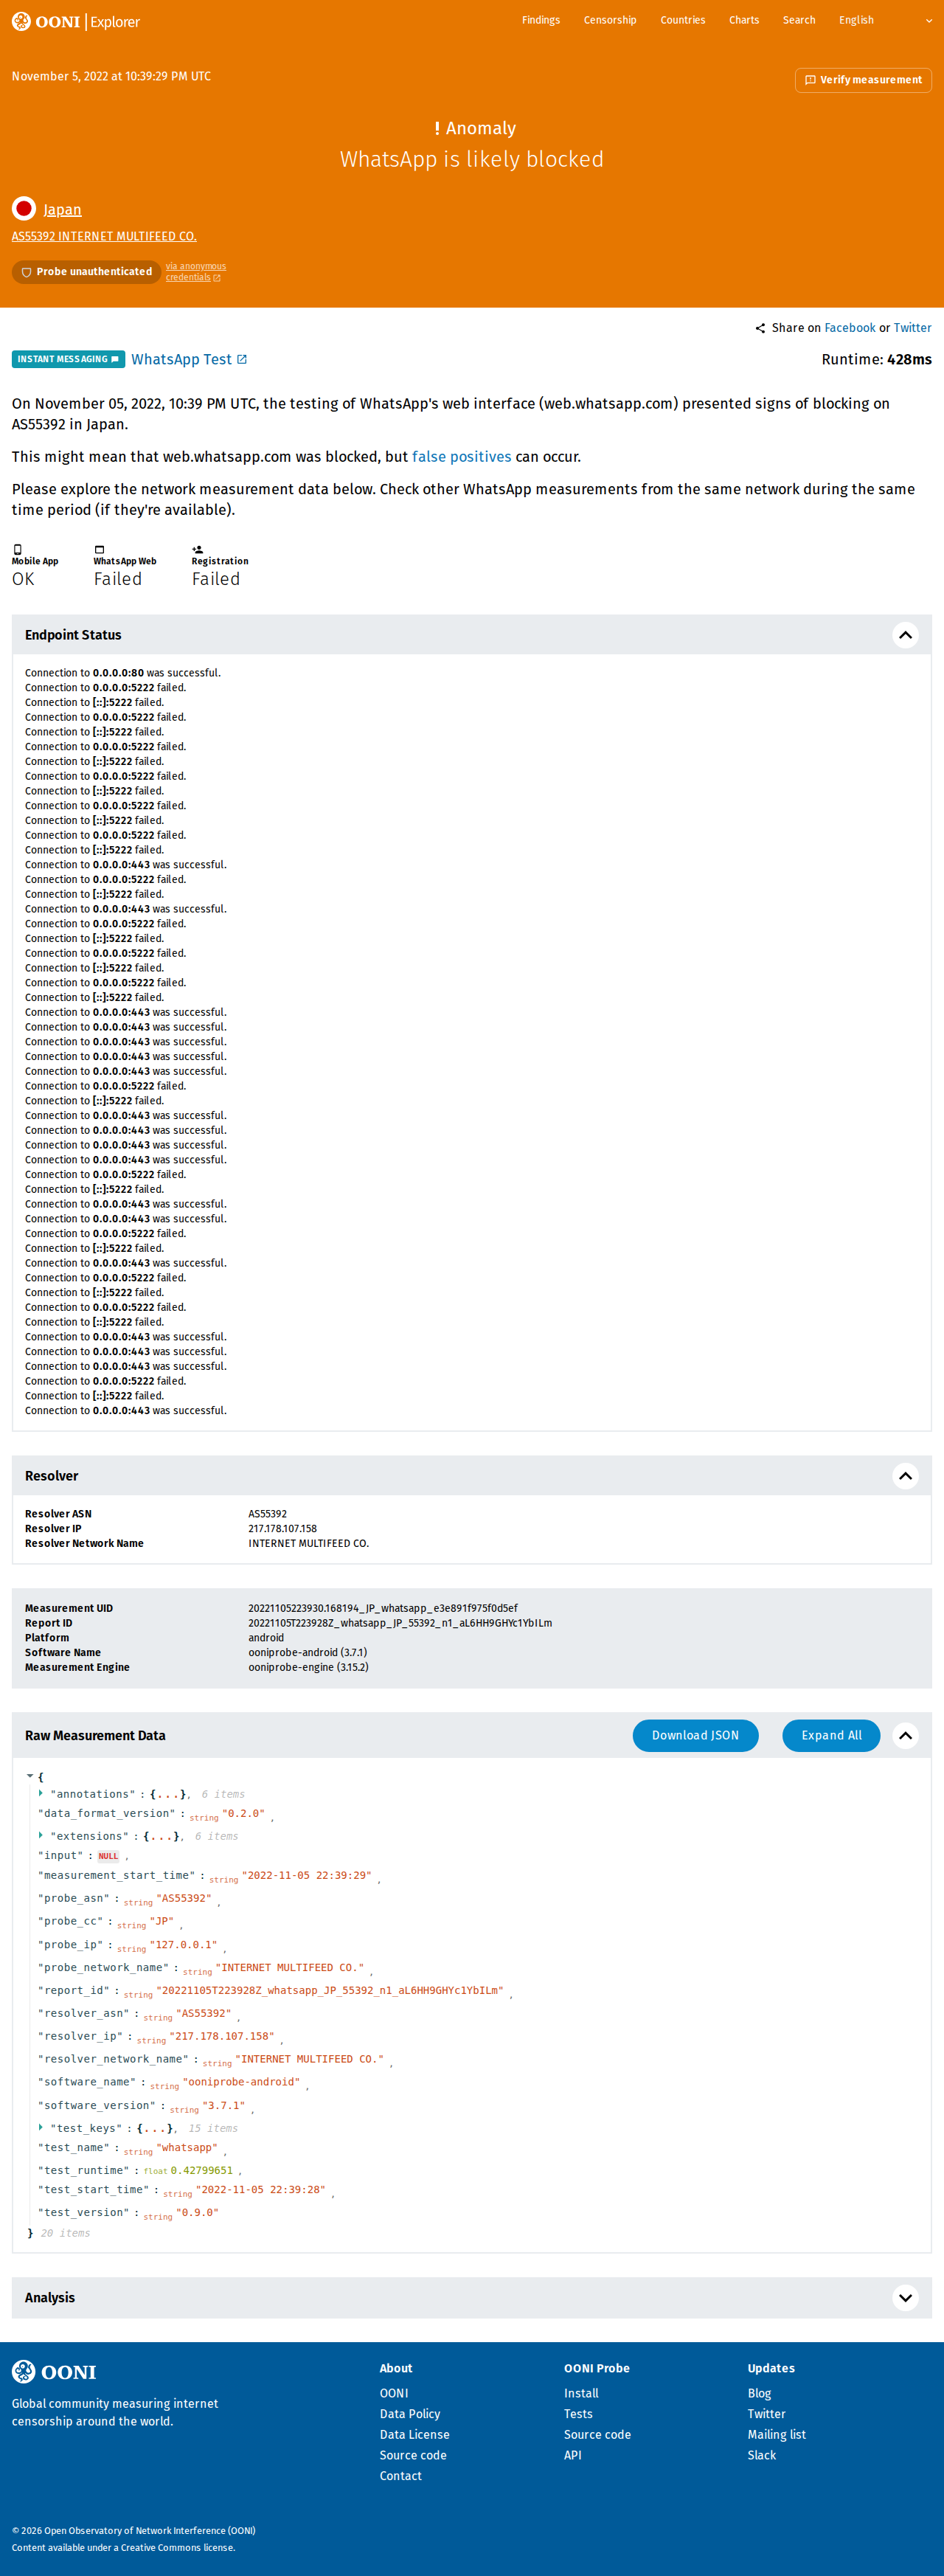 OONI Explorer
Findings Censorship Countries Charts Search English
November 5, 2022 at 10:39:29 PM UTC
Verify measurement
! Anomaly
WhatsApp is likely blocked
Japan
AS55392 INTERNET MULTIFEED CO.
Probe unauthenticated via anonymous
credentials
Share on Facebook or Twitter
INSTANT MESSAGING WhatsApp Test Runtime: 428ms
On November 05, 2022, 10:39 PM UTC, the testing of WhatsApp's web interface (web.whatsapp.com) presented signs of blocking on
AS55392 in Japan.
This might mean that web.whatsapp.com was blocked, but false positives can occur.
Please explore the network measurement data below. Check other WhatsApp measurements from the same network during the same
time period (if they're available).
Mobile App WhatsApp Web Registration
OK Failed Failed
Endpoint Status
Connection to 0.0.0.0:80 was successful.
Connection to 0.0.0.0:5222 failed.
Connection to [::]:5222 failed.
Connection to 0.0.0.0:5222 failed.
Connection to [::]:5222 failed.
Connection to 0.0.0.0:5222 failed.
Connection to [::]:5222 failed.
Connection to 0.0.0.0:5222 failed.
Connection to [::]:5222 failed.
Connection to 0.0.0.0:5222 failed.
Connection to [::]:5222 failed.
Connection to 0.0.0.0:5222 failed.
Connection to [::]:5222 failed.
Connection to 0.0.0.0:443 was successful.
Connection to 0.0.0.0:5222 failed.
Connection to [::]:5222 failed.
Connection to 0.0.0.0:443 was successful.
Connection to 0.0.0.0:5222 failed.
Connection to [::]:5222 failed.
Connection to 0.0.0.0:5222 failed.
Connection to [::]:5222 failed.
Connection to 0.0.0.0:5222 failed.
Connection to [::]:5222 failed.
Connection to 0.0.0.0:443 was successful.
Connection to 0.0.0.0:443 was successful.
Connection to 0.0.0.0:443 was successful.
Connection to 0.0.0.0:443 was successful.
Connection to 0.0.0.0:443 was successful.
Connection to 0.0.0.0:5222 failed.
Connection to [::]:5222 failed.
Connection to 0.0.0.0:443 was successful.
Connection to 0.0.0.0:443 was successful.
Connection to 0.0.0.0:443 was successful.
Connection to 0.0.0.0:443 was successful.
Connection to 0.0.0.0:5222 failed.
Connection to [::]:5222 failed.
Connection to 0.0.0.0:443 was successful.
Connection to 0.0.0.0:443 was successful.
Connection to 0.0.0.0:5222 failed.
Connection to [::]:5222 failed.
Connection to 0.0.0.0:443 was successful.
Connection to 0.0.0.0:5222 failed.
Connection to [::]:5222 failed.
Connection to 0.0.0.0:5222 failed.
Connection to [::]:5222 failed.
Connection to 0.0.0.0:443 was successful.
Connection to 0.0.0.0:443 was successful.
Connection to 0.0.0.0:443 was successful.
Connection to 0.0.0.0:5222 failed.
Connection to [::]:5222 failed.
Connection to 0.0.0.0:443 was successful.
Resolver
Resolver ASN AS55392
Resolver IP 217.178.107.158
Resolver Network Name INTERNET MULTIFEED CO.
Measurement UID 20221105223930.168194_JP_whatsapp_e3e891f975f0d5ef
Report ID 20221105T223928Z_whatsapp_JP_55392_n1_aL6HH9GHYc1YbILm
Platform android
Software Name ooniprobe-android (3.7.1)
Measurement Engine ooniprobe-engine (3.15.2)
Raw Measurement Data Download JSON Expand All
{
"annotations" : {...}, 6 items
"data_format_version" : string "0.2.0" ,
"extensions" : {...}, 6 items
"input" : NULL ,
"measurement_start_time" : string "2022-11-05 22:39:29" ,
"probe_asn" : string "AS55392" ,
"probe_cc" : string "JP" ,
"probe_ip" : string "127.0.0.1" ,
"probe_network_name" : string "INTERNET MULTIFEED CO." ,
"report_id" : string "20221105T223928Z_whatsapp_JP_55392_n1_aL6HH9GHYc1YbILm" ,
"resolver_asn" : string "AS55392" ,
"resolver_ip" : string "217.178.107.158" ,
"resolver_network_name" : string "INTERNET MULTIFEED CO." ,
"software_name" : string "ooniprobe-android" ,
"software_version" : string "3.7.1" ,
"test_keys" : {...}, 15 items
"test_name" : string "whatsapp" ,
"test_runtime" : float 0.42799651 ,
"test_start_time" : string "2022-11-05 22:39:28" ,
"test_version" : string "0.9.0"
} 20 items
Analysis
OONI
Global community measuring internet
censorship around the world.
About
OONI
Data Policy
Data License
Source code
Contact
OONI Probe
Install
Tests
Source code
API
Updates
Blog
Twitter
Mailing list
Slack
© 2026 Open Observatory of Network Interference (OONI)
Content available under a Creative Commons license.